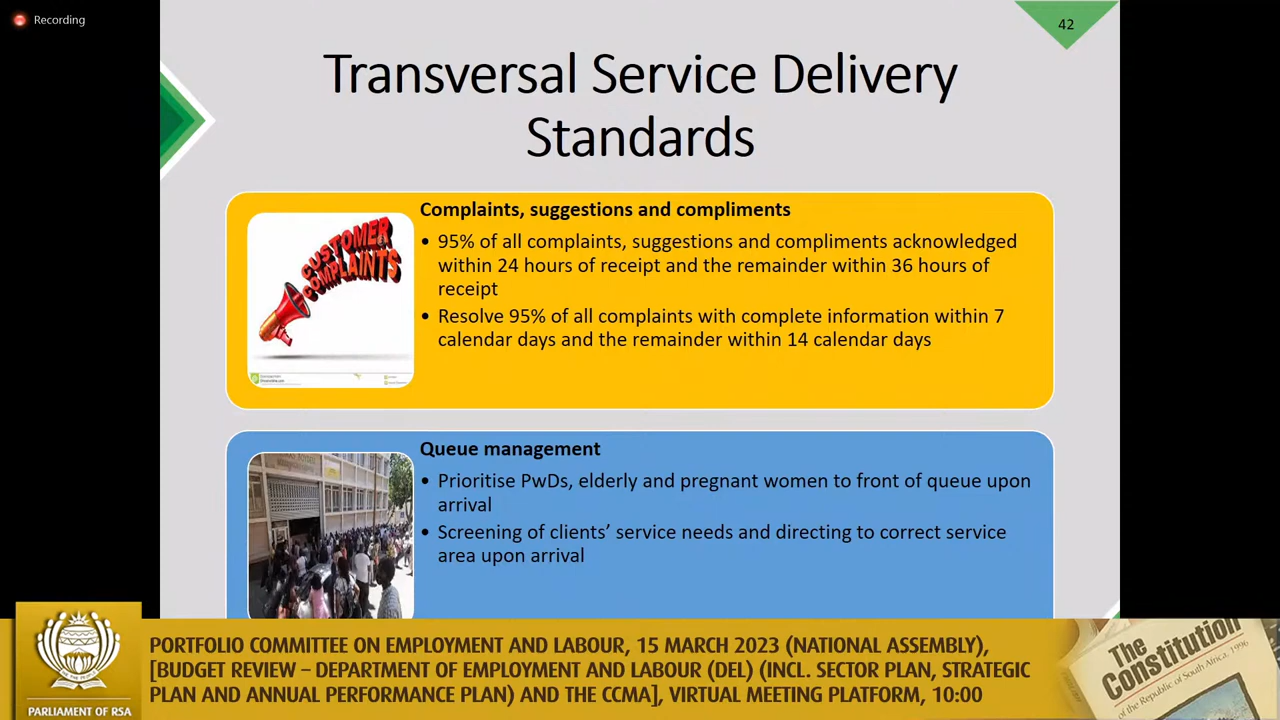 Recording
42
Transversal Service Delivery
Standards
CUSTOMER
COMPLAINTS
Complaints, suggestions and compliments
• 95% of all complaints, suggestions and compliments acknowledged
within 24 hours of receipt and the remainder within 36 hours of
receipt
• Resolve 95% of all complaints with complete information within 7
calendar days and the remainder within 14 calendar days
Queue management
• Prioritise PwDs, elderly and pregnant women to front of queue upon
arrival
• Screening of clients’ service needs and directing to correct service
area upon arrival
PARLIAMENT OF RSA
PORTFOLIO COMMITTEE ON EMPLOYMENT AND LABOUR, 15 MARCH 2023 (NATIONAL ASSEMBLY),
[BUDGET REVIEW – DEPARTMENT OF EMPLOYMENT AND LABOUR (DEL) (INCL. SECTOR PLAN, STRATEGIC
PLAN AND ANNUAL PERFORMANCE PLAN) AND THE CCMA], VIRTUAL MEETING PLATFORM, 10:00
The
Constitution
of the Republic of South Africa, 1996